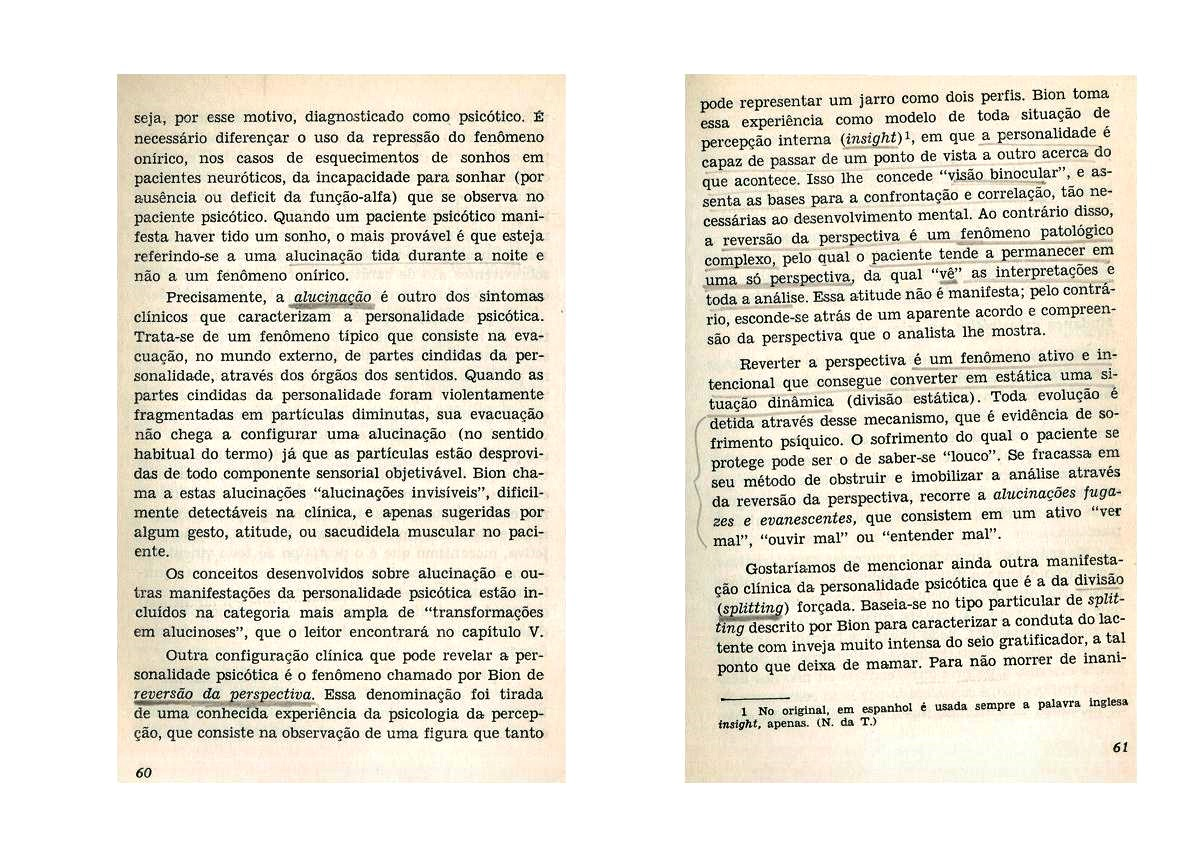 seja, por esse motivo, diagnosticado como psicótico. É
necessário diferençar o uso da repressão do fenômeno
onírico, nos casos de esquecimentos de sonhos em
pacientes neuróticos, da incapacidade para sonhar (por
ausência ou deficit da função-alfa) que se observa no
paciente psicótico. Quando um paciente psicótico mani-
festa haver tido um sonho, o mais provável é que esteja
referindo-se a uma alucinação tida durante a noite e
não a um fenômeno onírico.
Precisamente, a alucinação é outro dos sintomas
clínicos que caracterizam a personalidade psicótica.
Trata-se de um fenômeno típico que consiste na eva-
cuação, no mundo externo, de partes cindidas da per-
sonalidade, através dos órgãos dos sentidos. Quando as
partes cindidas da personalidade foram violentamente
fragmentadas em partículas diminutas, sua evacuação
não chega a configurar uma alucinação (no sentido
habitual do termo) já que as partículas estão desprovi-
das de todo componente sensorial objetivável. Bion cha-
ma a estas alucinações “alucinações invisíveis”, dificil-
mente detectáveis na clínica, e apenas sugeridas por
algum gesto, atitude, ou sacudidela muscular no paci-
ente.
Os conceitos desenvolvidos sobre alucinação e ou-
tras manifestações da personalidade psicótica estão in-
cluídos na categoria mais ampla de “transformações
em alucinoses”, que o leitor encontrará no capítulo V.
Outra configuração clínica que pode revelar a per-
sonalidade psicótica é o fenômeno chamado por Bion de
reversão da perspectiva. Essa denominação foi tirada
de uma conhecida experiência da psicologia da percep-
ção, que consiste na observação de uma figura que tanto
60
pode representar um jarro como dois perfis. Bion toma
essa experiência como modelo de toda situação de
percepção interna (insight)1, em que a personalidade é
capaz de passar de um ponto de vista a outro acerca do
que acontece. Isso lhe concede “visão binocular”, e as-
senta as bases para a confrontação e correlação, tão ne-
cessárias ao desenvolvimento mental. Ao contrário disso,
a reversão da perspectiva é um fenômeno patológico
complexo, pelo qual o paciente tende a permanecer em
uma só perspectiva, da qual “vê” as interpretações e
toda a análise. Essa atitude não é manifesta; pelo contrá-
rio, esconde-se atrás de um aparente acordo e compreen-
são da perspectiva que o analista lhe mostra.
Reverter a perspectiva é um fenômeno ativo e in-
tencional que consegue converter em estática uma si-
tuação dinâmica (divisão estática). Toda evolução é
detida através desse mecanismo, que é evidência de so-
frimento psíquico. O sofrimento do qual o paciente se
protege pode ser o de saber-se “louco”. Se fracassa em
seu método de obstruir e imobilizar a análise através
da reversão da perspectiva, recorre a alucinações fuga-
zes e evanescentes, que consistem em um ativo “ver
mal”, “ouvir mal” ou “entender mal”.
Gostaríamos de mencionar ainda outra manifesta-
ção clínica da personalidade psicótica que é a da divisão
(splitting) forçada. Baseia-se no tipo particular de split-
ting descrito por Bion para caracterizar a conduta do lac-
tente com inveja muito intensa do seio gratificador, a tal
ponto que deixa de mamar. Para não morrer de inani-
1 No original, em espanhol é usada sempre a palavra inglesa
insight, apenas. (N. da T.)
61